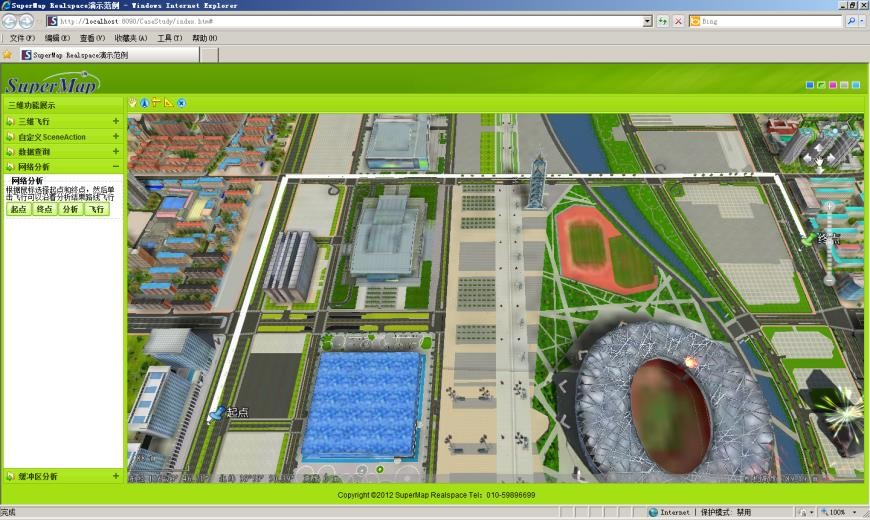 SuperMap Realspace演示范例 - Windows Internet Explorer
http://localhost:8090/CaseStudy/index.htm#
Bing
文件(F) 编辑(E) 查看(V) 收藏夹(A) 工具(T) 帮助(H)
SuperMap Realspace演示范例
SuperMap
三维功能展示
三维飞行
自定义SceneAction
数据查询
网络分析
网络分析
根据鼠标选择起点和终点，然后单
击飞行可以沿着分析结果路线飞行
起点 终点 分析 飞行
终点
起点
缓冲区分析
Copyright ©2012 SuperMap Realspace Tel：010-59896699
完成
Internet | 保护模式: 禁用
100%